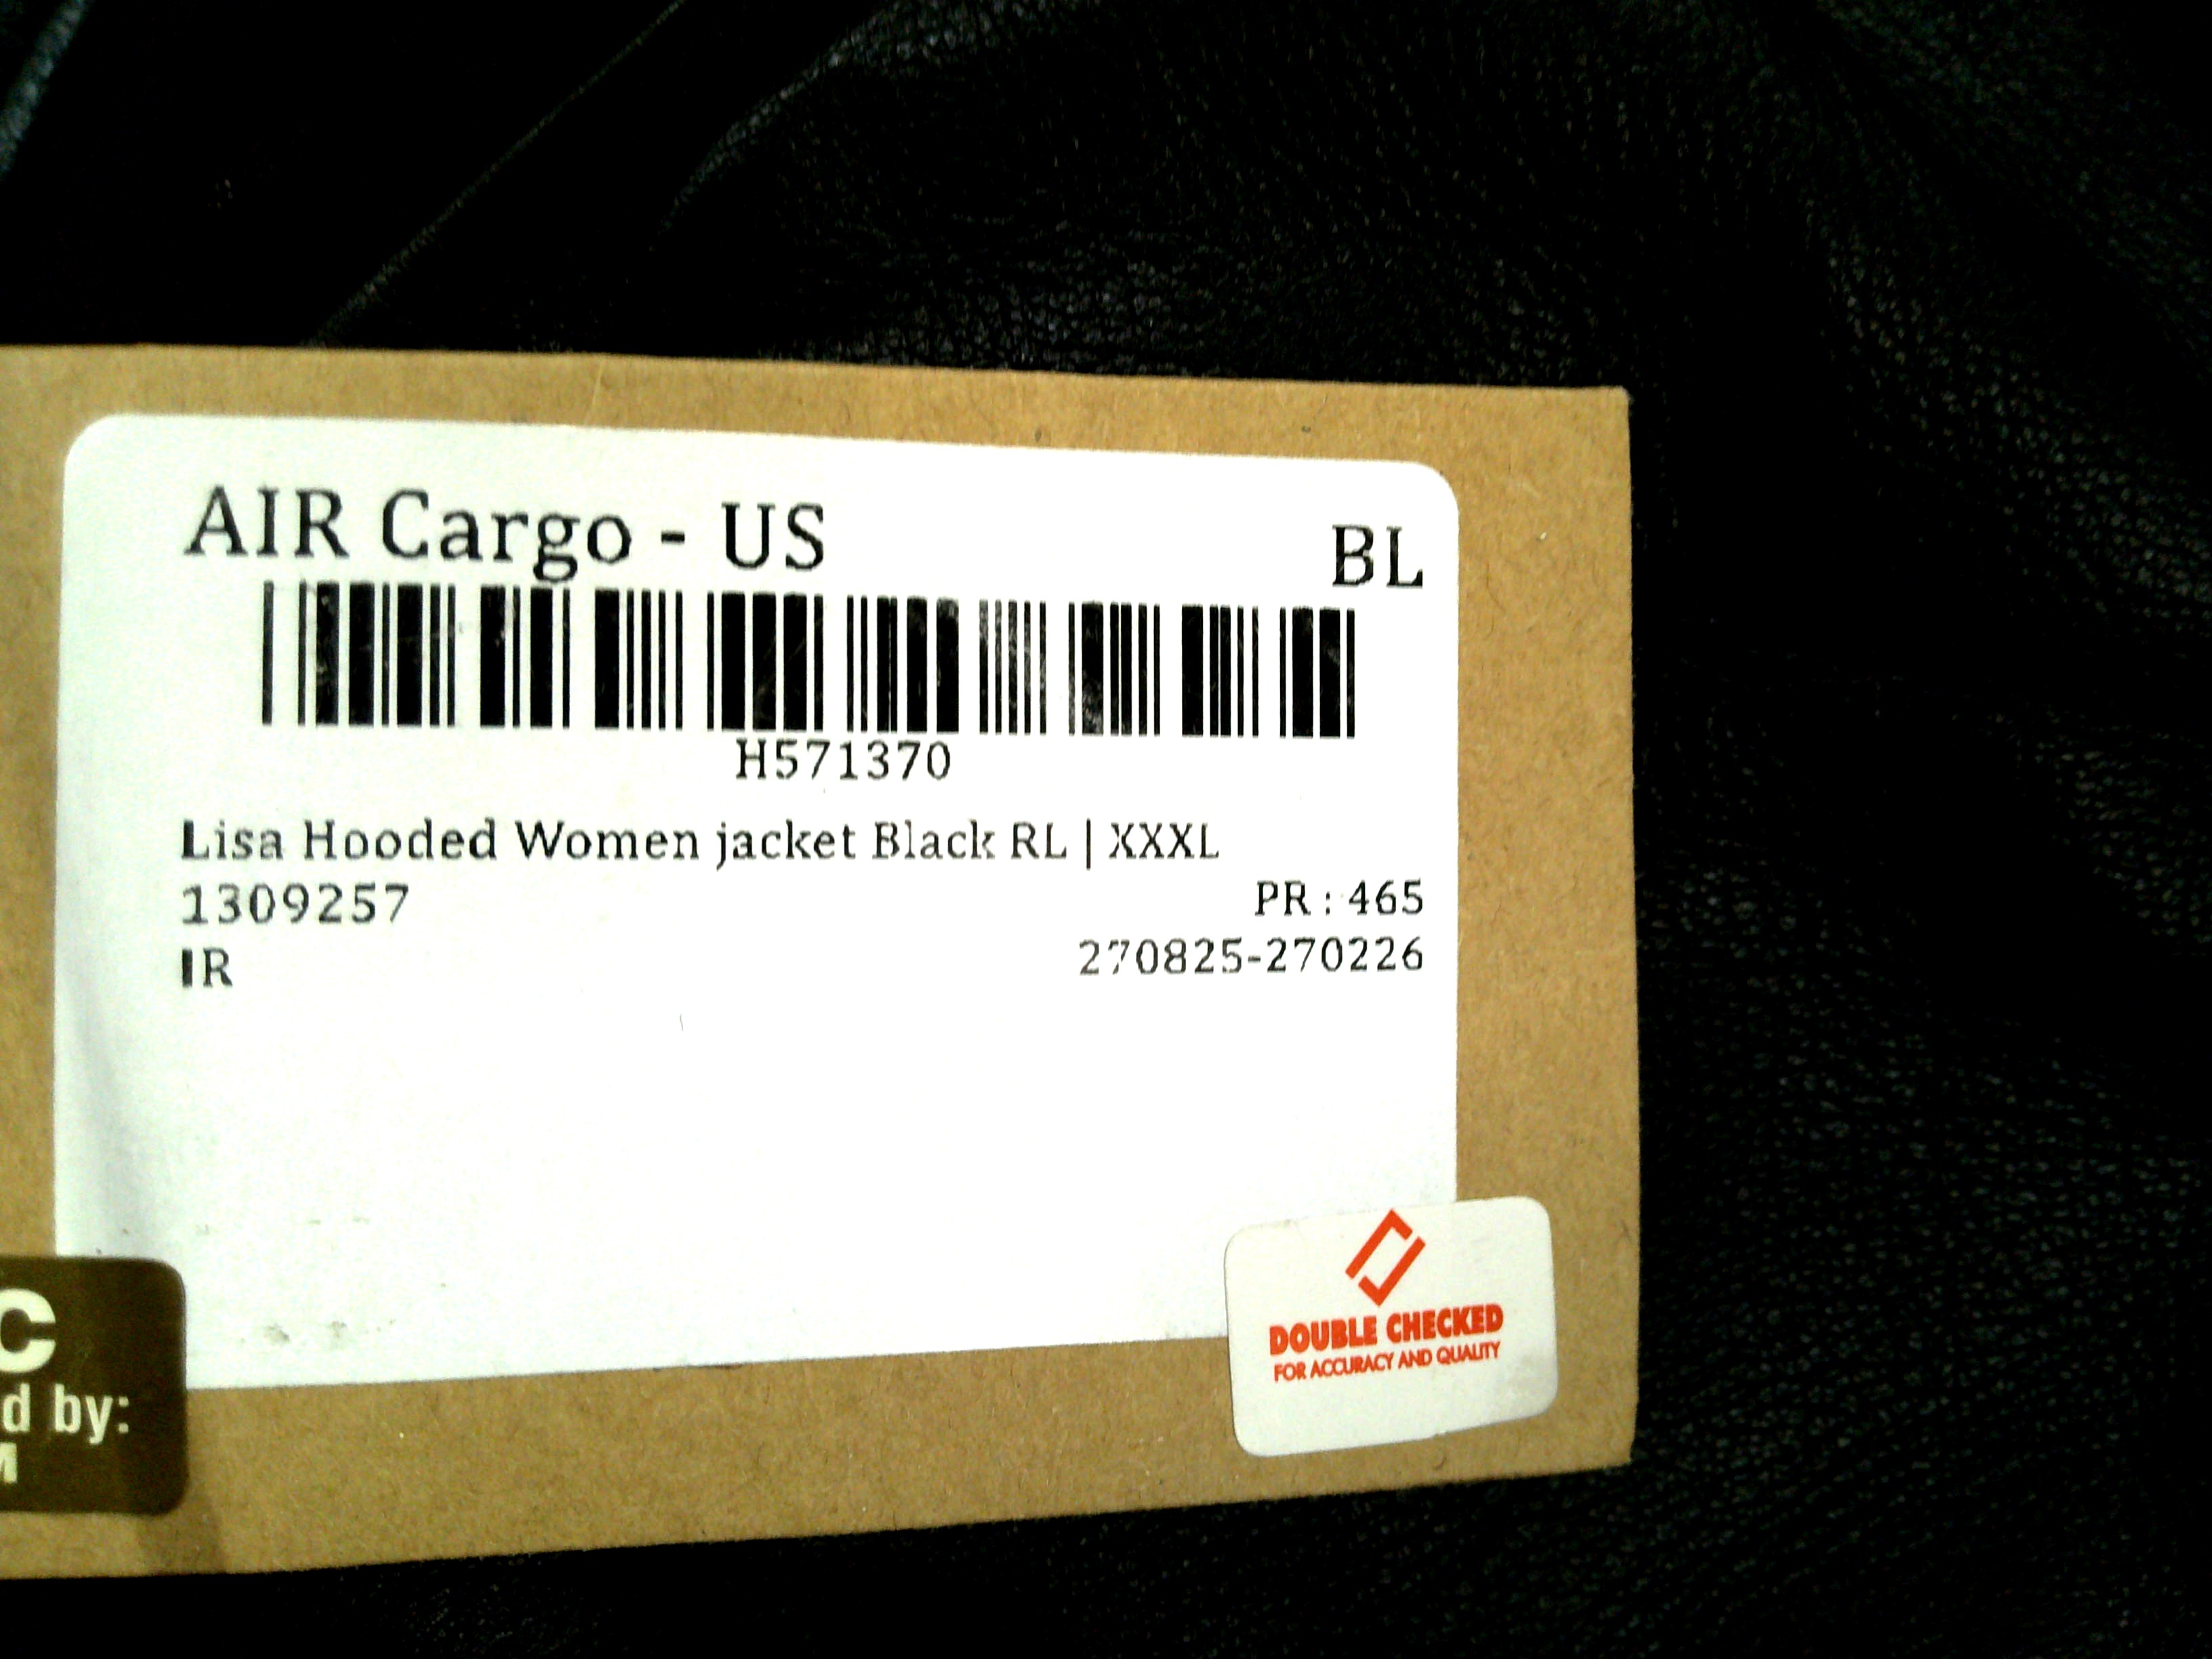 AIR Cargo - US
BL
H571370
Lisa Hooded Women jacket Black RL | XXXL
1309257
PR : 465
IR
270825-270226
C
d by:
M
DOUBLE CHECKED
FOR ACCURACY AND QUALITY